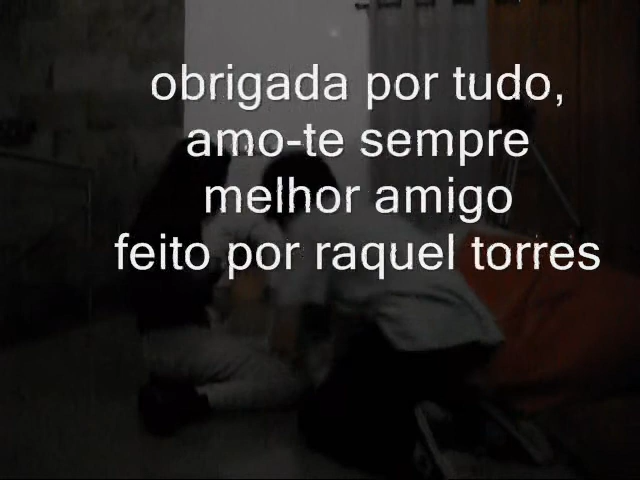 obrigada por tudo,
amo-te sempre
melhor amigo
feito por raquel torres